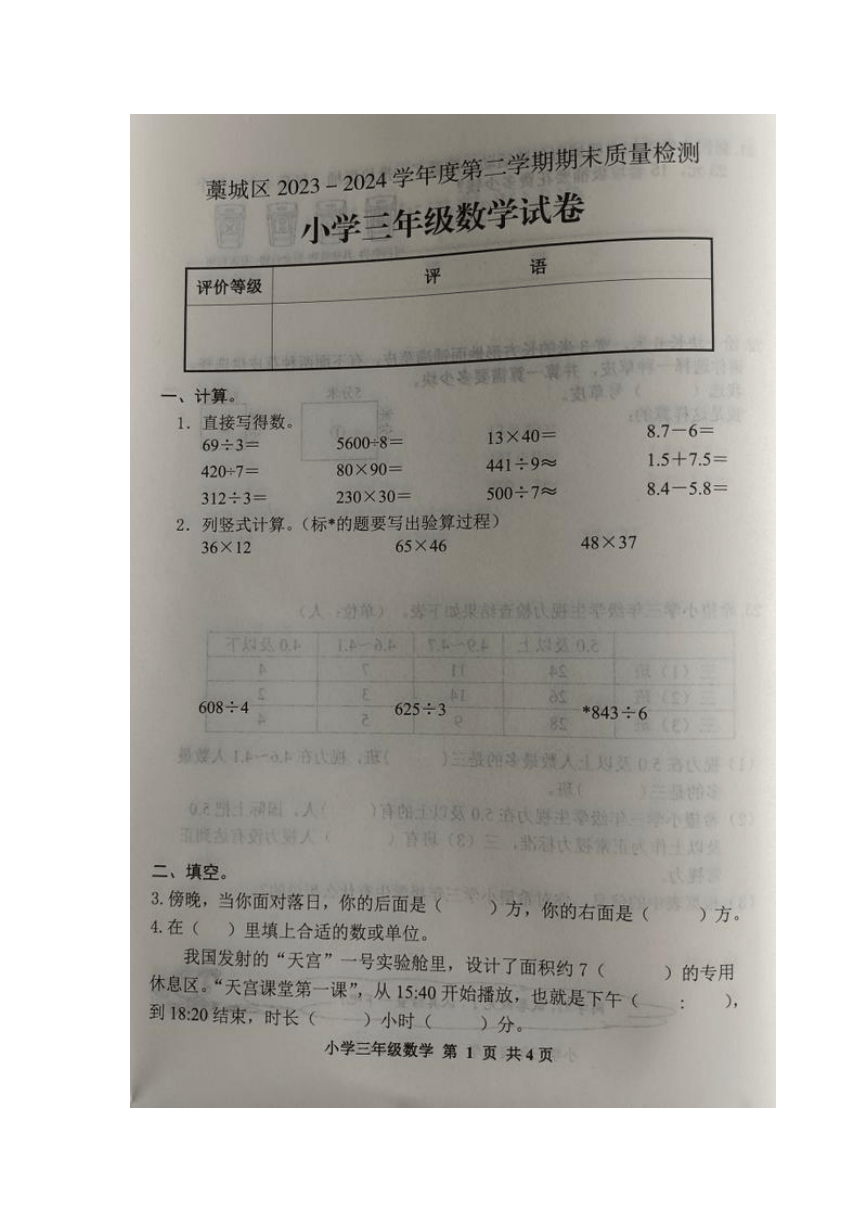 藁城区 2023－2024 学年度第二学期期末质量检测
小学三年级数学试卷
评价等级 评 语
一、计算。
1．直接写得数。
69÷3＝ 5600÷8＝ 13×40＝ 8.7－6＝
420÷7＝ 80×90＝ 441÷9≈ 1.5＋7.5＝
312÷3＝ 230×30＝ 500÷7≈ 8.4－5.8＝
2．列竖式计算。（标*的题要写出验算过程）
36×12 65×46 48×37
608÷4 625÷3 *843÷6
二、填空。
3.傍晚，当你面对落日，你的后面是（ ）方，你的右面是（ ）方。
4.在（ ）里填上合适的数或单位。
我国发射的“天宫”一号实验舱里，设计了面积约 7（ ）的专用
休息区。“天宫课堂第一课”，从 15:40 开始播放，也就是下午（ : ），
到 18:20 结束，时长（ ）小时（ ）分。
小学三年级数学 第 1 页 共 4 页